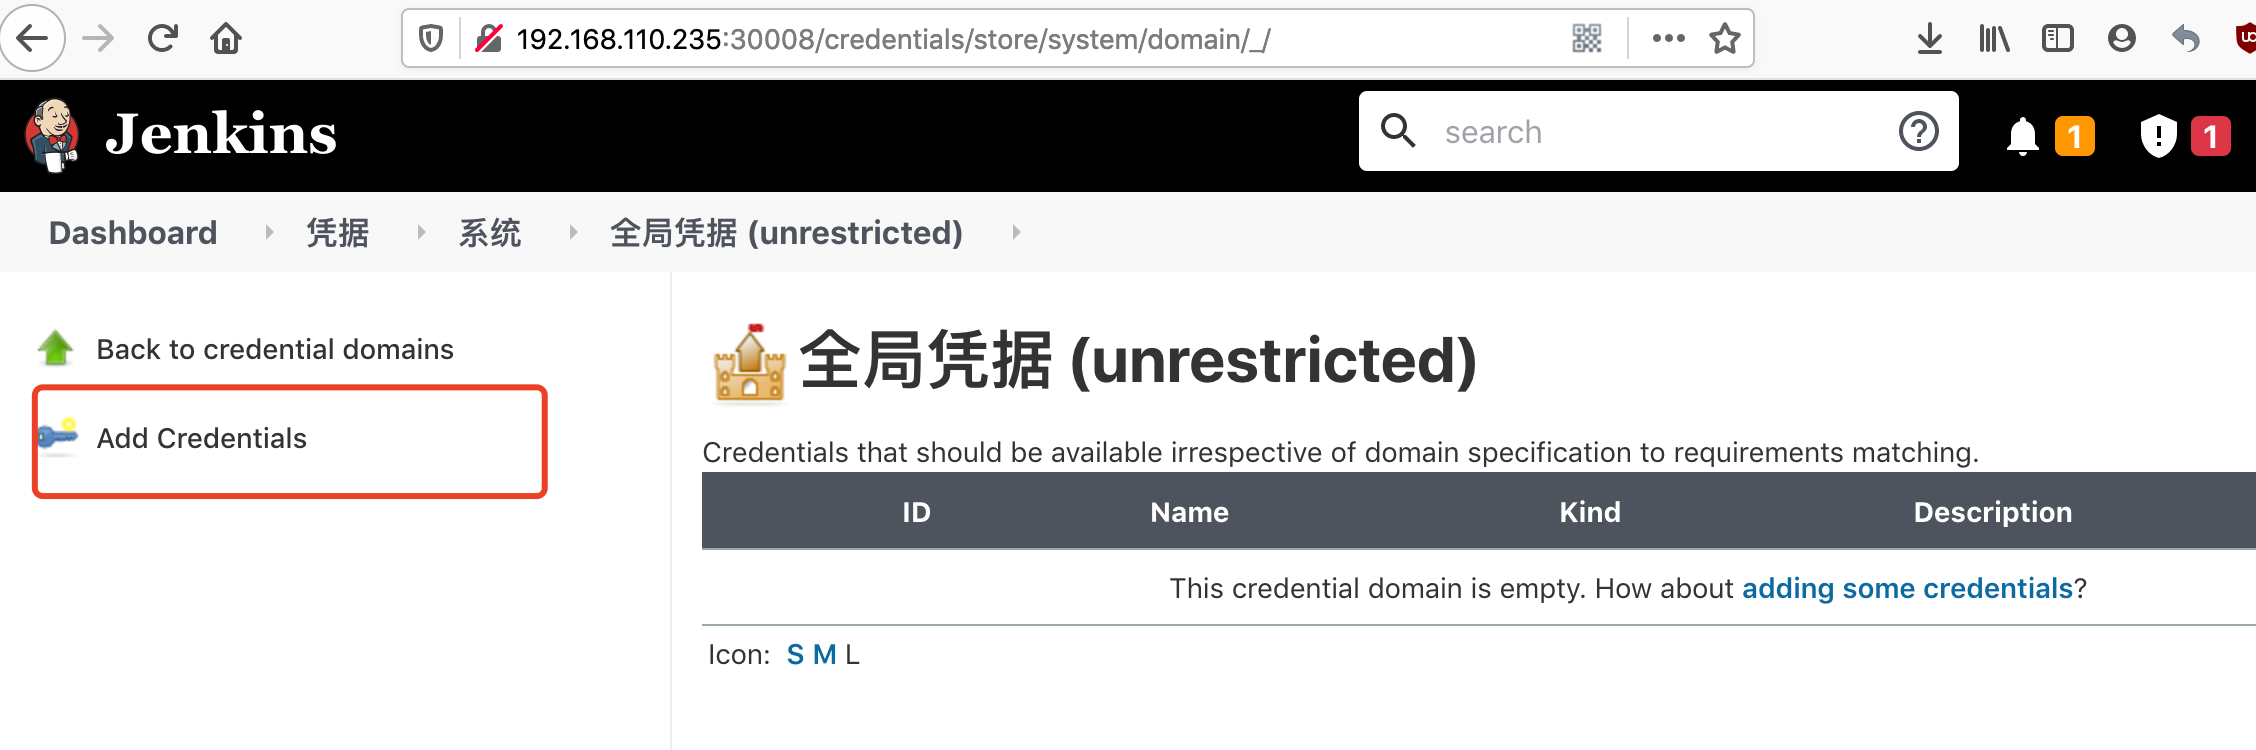 192.168.110.235:30008/credentials/store/system/domain/_/
Jenkins
search
1
1
Dashboard
凭据
系统
全局凭据 (unrestricted)
Back to credential domains
Add Credentials
全局凭据 (unrestricted)
Credentials that should be available irrespective of domain specification to requirements matching.
ID Name Kind Description
This credential domain is empty. How about adding some credentials?
Icon: S M L